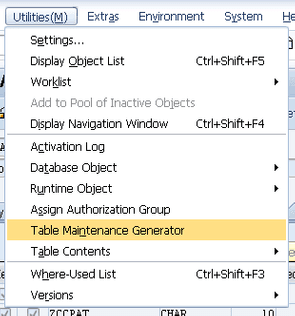 Utilities(M) Extras Environment System H
Settings...
Display Object List Ctrl+Shift+F5
Worklist
Add to Pool of Inactive Objects
Display Navigation Window Ctrl+Shift+F4
Activation Log
Database Object
Runtime Object
Assign Authorization Group
Table Maintenance Generator
Table Contents
Where-Used List Ctrl+Shift+F3
Versions
ZCCPAT CHAR 10